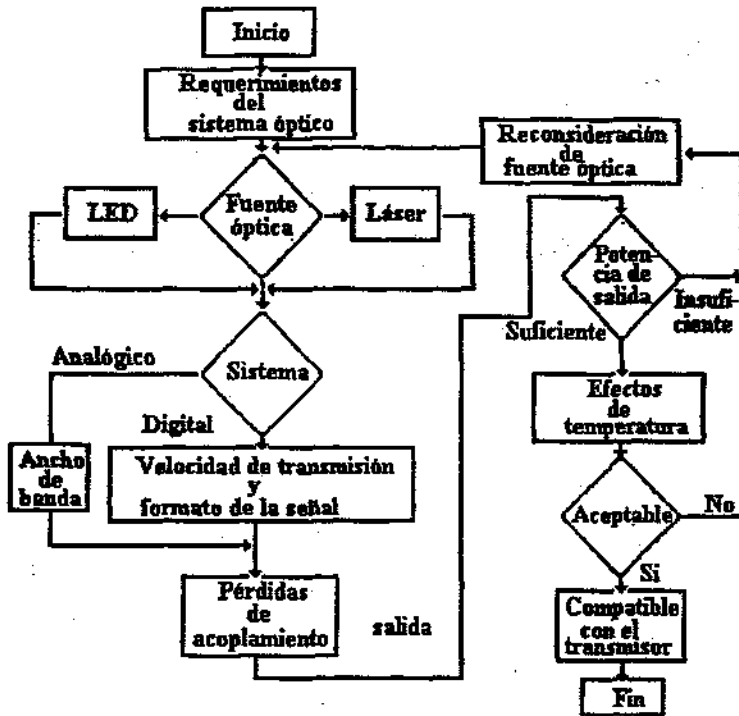 Inicio
Requerimientos
del
sistema óptico
Fuente
óptica
LED
Láser
Sistema
Analógico
Digital
Ancho
de
banda
Velocidad de transmisión
y
formato de la señal
Pérdidas
de
acoplamiento
salida
Reconsideración
de
fuente óptica
Poten-
cia de
salida
Insufi-
ciente
Suficiente
Efectos
de
temperatura
Aceptable
No
Si
Compatible
con el
transmisor
Fin